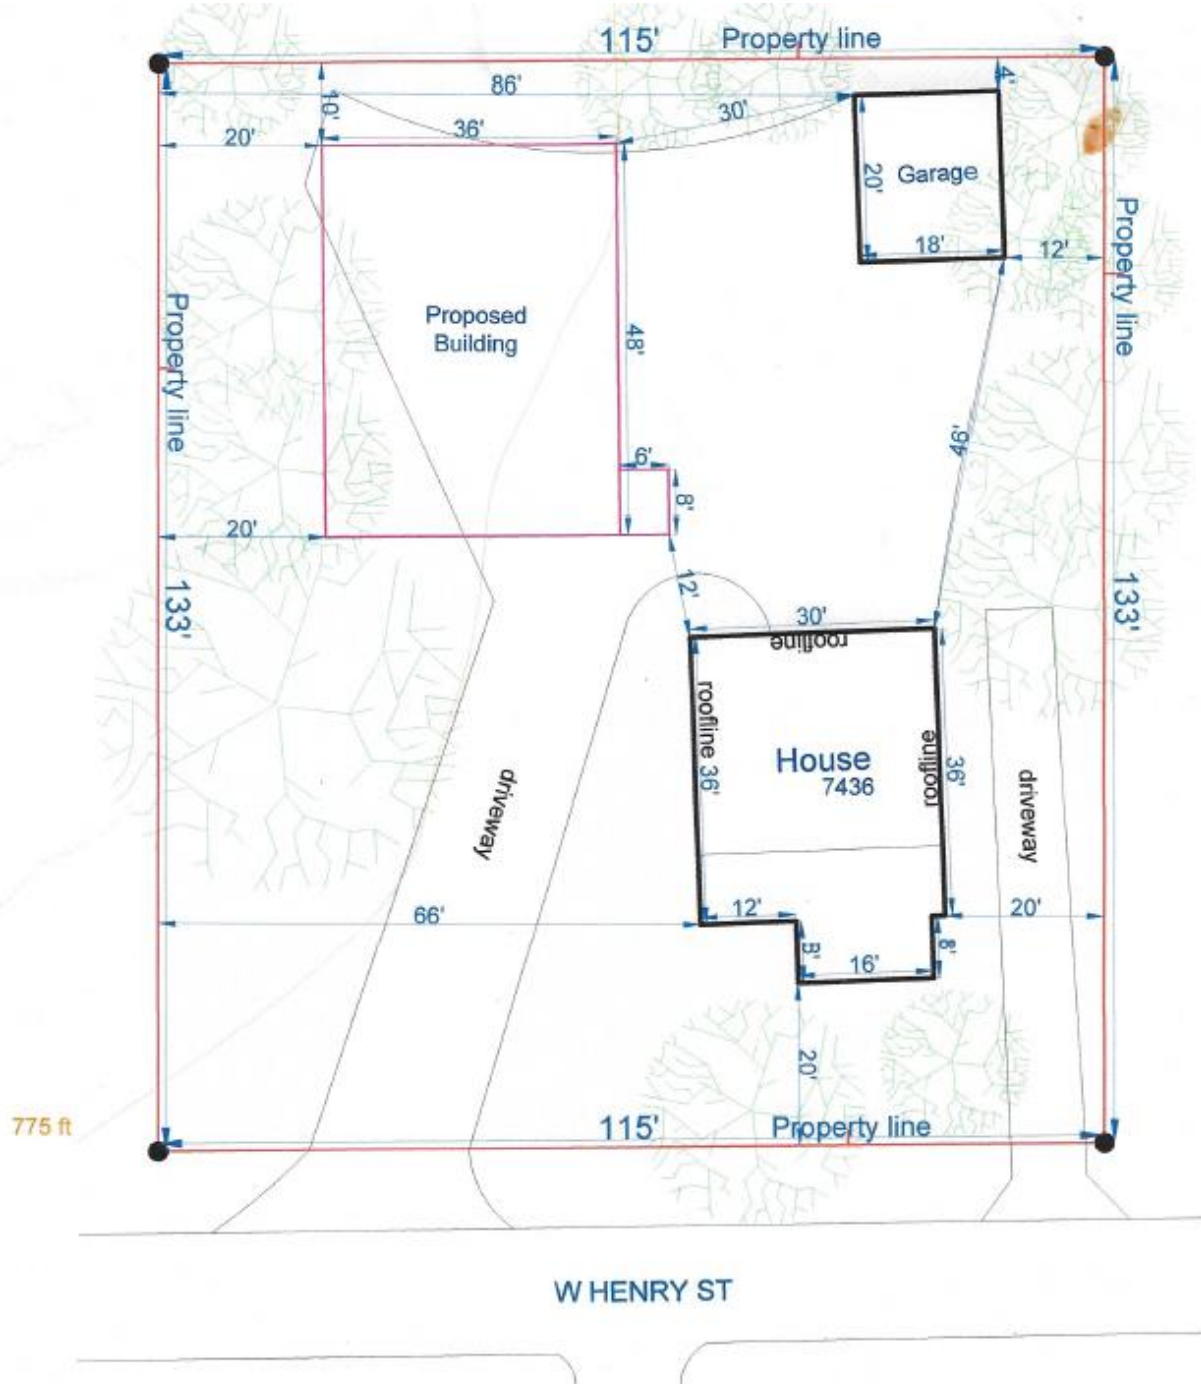 115'
Property line
86'
4'
10'
30'
36'
20'
20'
Garage
18'
12'
Property line
Property line
Proposed
Building
48'
46'
6'
8'
20'
12'
133'
133'
30'
roofline
roofline 36'
House
7436
roofline
36'
driveway
driveway
66'
12'
20'
8'
8'
16'
20'
775 ft
115'
Property line
W HENRY ST